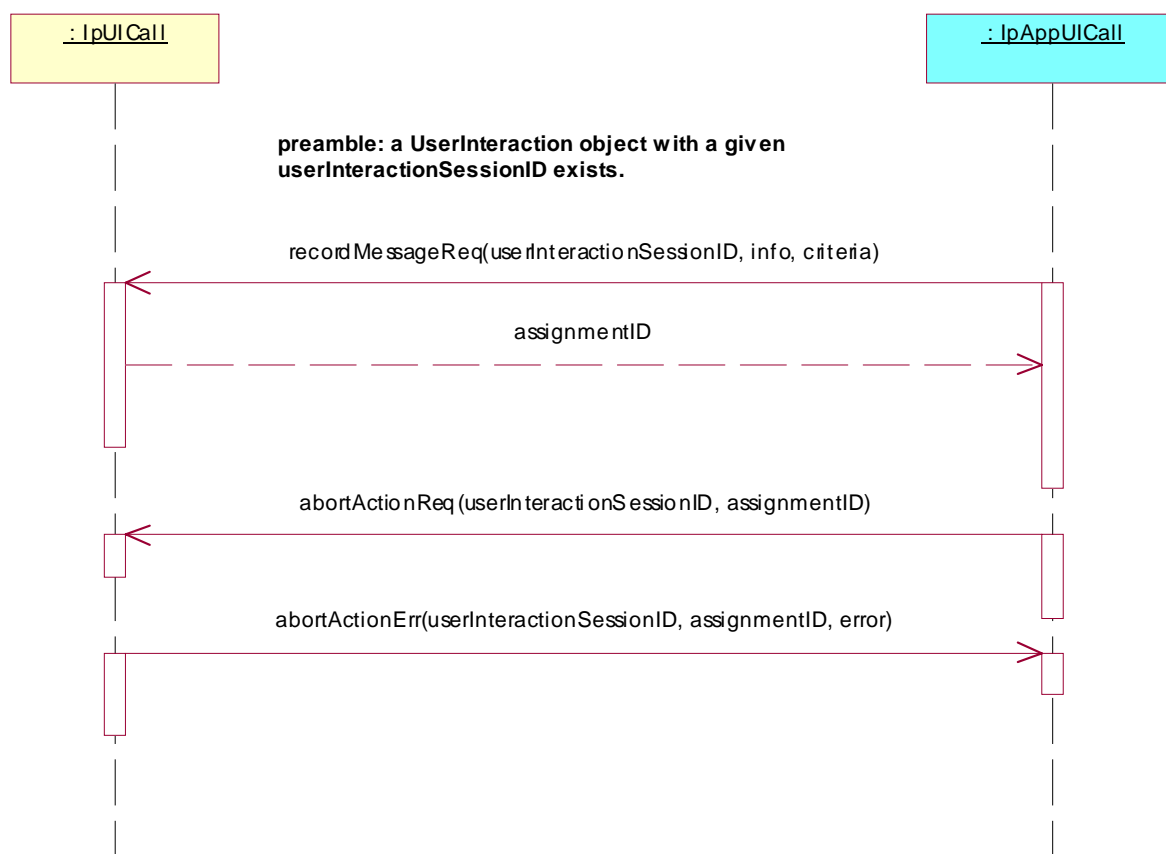 : IpUICall
: IpAppUICall
preamble: a UserInteraction object with a given
userInteractionSessionID exists.
recordMessageReq(userInteractionSessionID, info, criteria)
assignmentID
abortActionReq(userInteractionSessionID, assignmentID)
abortActionErr(userInteractionSessionID, assignmentID, error)